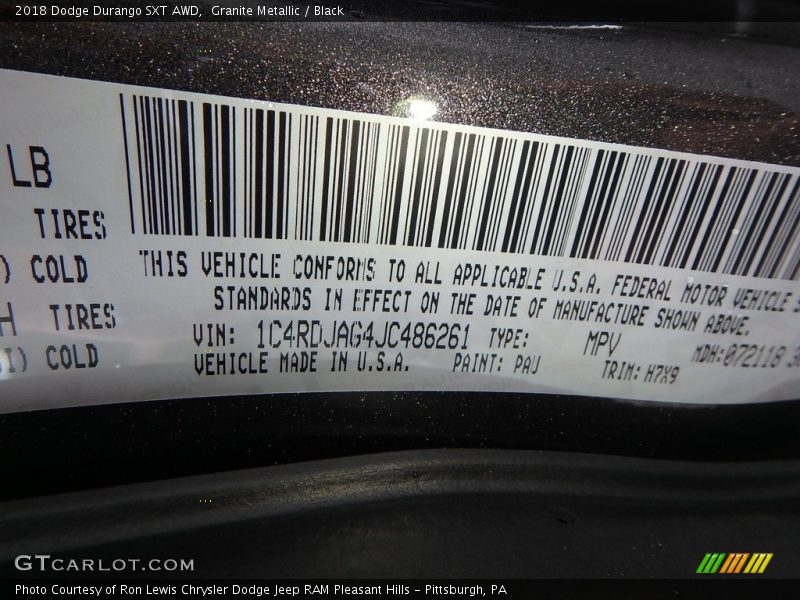 2018 Dodge Durango SXT AWD, Granite Metallic / Black
LB
TIRES
) COLD
H TIRES
I) COLD
THIS VEHICLE CONFORMS TO ALL APPLICABLE U.S.A. FEDERAL MOTOR VEHICLE S
STANDARDS IN EFFECT ON THE DATE OF MANUFACTURE SHOWN ABOVE.
VIN: 1C4RDJAG4JC486261 TYPE: MPV MDH:072118
VEHICLE MADE IN U.S.A. PAINT: PAU TRIM: H7X9
GTCARLOT.COM
Photo Courtesy of Ron Lewis Chrysler Dodge Jeep RAM Pleasant Hills - Pittsburgh, PA